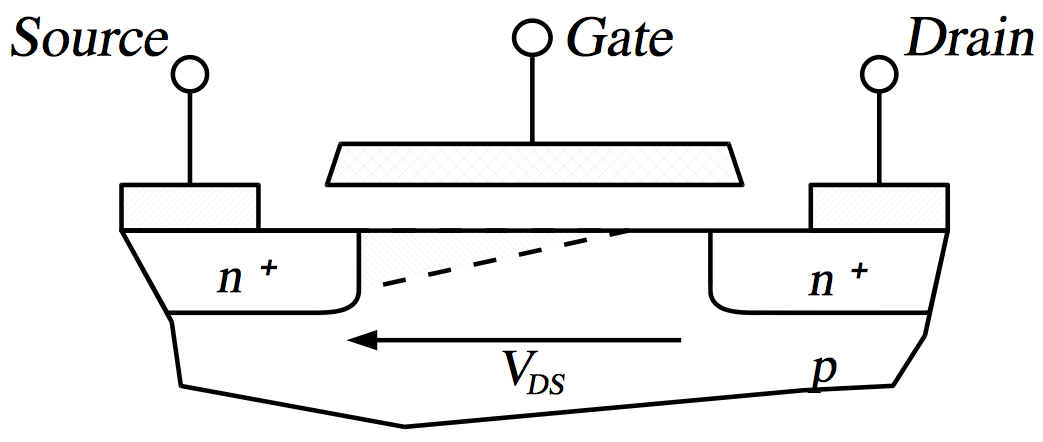 Source
Gate
Drain
n +
n +
V_DS
p